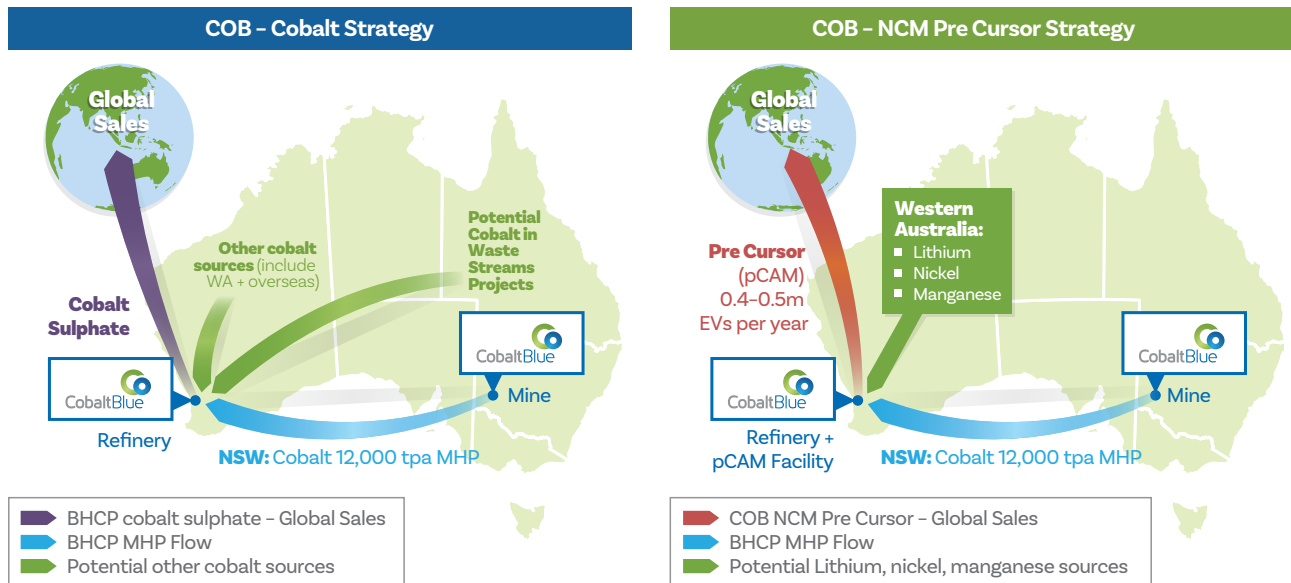 COB – Cobalt Strategy
Global
Sales
Other cobalt
sources (include
WA + overseas)
Potential
Cobalt in
Waste
Streams
Projects
Cobalt
Sulphate
CobaltBlue
Refinery
CobaltBlue
Mine
NSW: Cobalt 12,000 tpa MHP
BHCP cobalt sulphate – Global Sales
BHCP MHP Flow
Potential other cobalt sources
COB – NCM Pre Cursor Strategy
Global
Sales
Western
Australia:
Lithium
Nickel
Manganese
Pre Cursor
(pCAM)
0.4–0.5m
EVs per year
CobaltBlue
Refinery +
pCAM Facility
CobaltBlue
Mine
NSW: Cobalt 12,000 tpa MHP
COB NCM Pre Cursor – Global Sales
BHCP MHP Flow
Potential Lithium, nickel, manganese sources